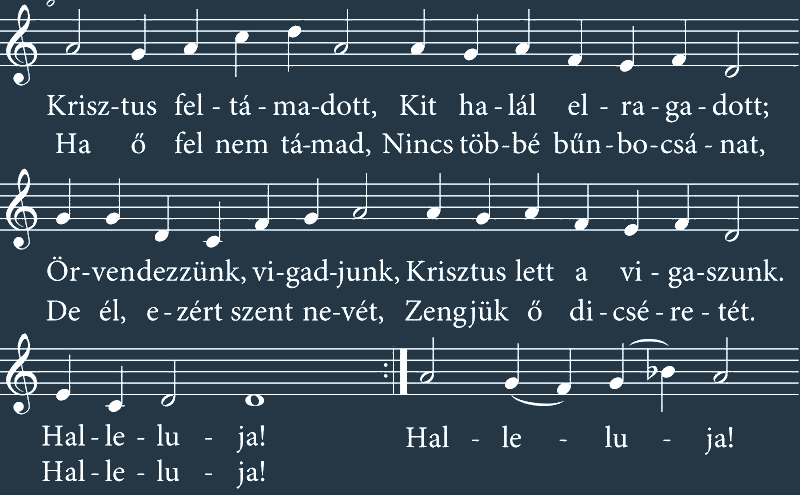 Krisz-tus fel - tá - ma-dott, Kit ha - lál el - ra - ga - dott;
Ha ő fel nem tá-mad, Nincs töb-bé bűn-bo-csá - nat,
Ör-vendezzünk, vi-gad-junk, Krisztus lett a vi - ga-szunk.
De él, e-zért szent ne-vét, Zengjük ő di-csé-re-tét.
Hal - le - lu - ja! Hal - le - lu - ja!
Hal - le - lu - ja!